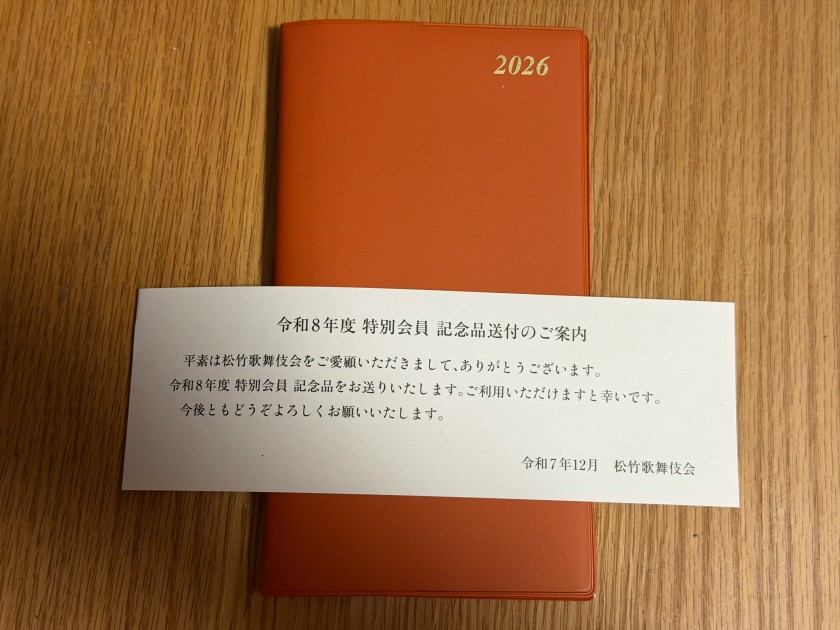 2026
令和8年度 特別会員 記念品送付のご案内
平素は松竹歌舞伎会をご愛顧いただきまして、ありがとうございます。
令和8年度 特別会員 記念品をお送りいたします。ご利用いただけますと幸いです。
今後ともどうぞよろしくお願いいたします。
令和7年12月　松竹歌舞伎会